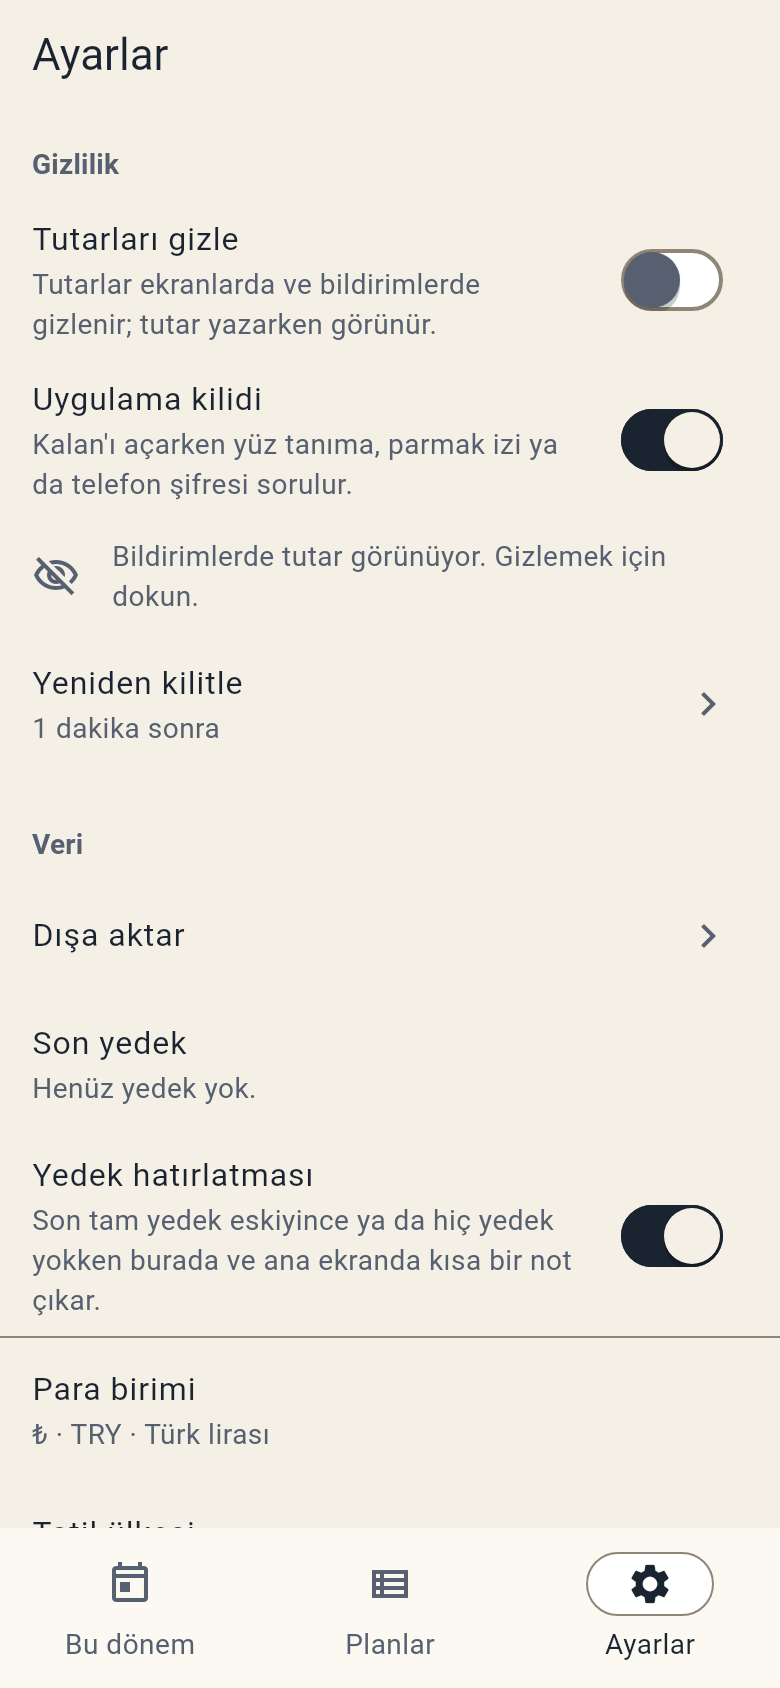 Ayarlar
Gizlilik
Tutarları gizle
Tutarlar ekranlarda ve bildirimlerde
gizlenir; tutar yazarken görünür.
Uygulama kilidi
Kalan'ı açarken yüz tanıma, parmak izi ya
da telefon şifresi sorulur.
Bildirimlerde tutar görünüyor. Gizlemek için
dokun.
Yeniden kilitle
1 dakika sonra
Veri
Dışa aktar
Son yedek
Henüz yedek yok.
Yedek hatırlatması
Son tam yedek eskiyince ya da hiç yedek
yokken burada ve ana ekranda kısa bir not
çıkar.
Para birimi
₺ · TRY · Türk lirası
Tatil ülkesi
Bu dönem
Planlar
Ayarlar